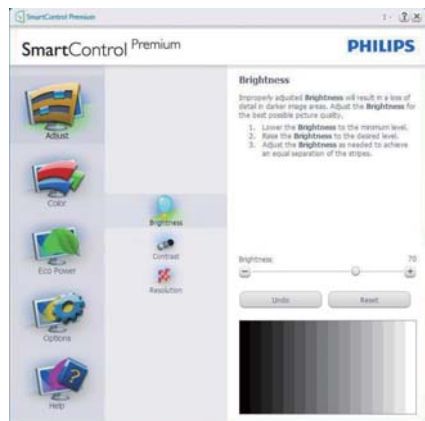 SmartControl Premium
SmartControl Premium
PHILIPS
Adjust
Color
Eco Power
Options
Help
Brightness
Contrast
Resolution
Brightness
Improperly adjusted Brightness will result in a loss of
detail in darker image areas. Adjust the Brightness for
the best possible picture quality.
1. Lower the Brightness to the minimum level.
2. Raise the Brightness to the desired level.
3. Adjust the Brightness as needed to achieve
an equal separation of the stripes.
Brightness: 70
Undo Reset